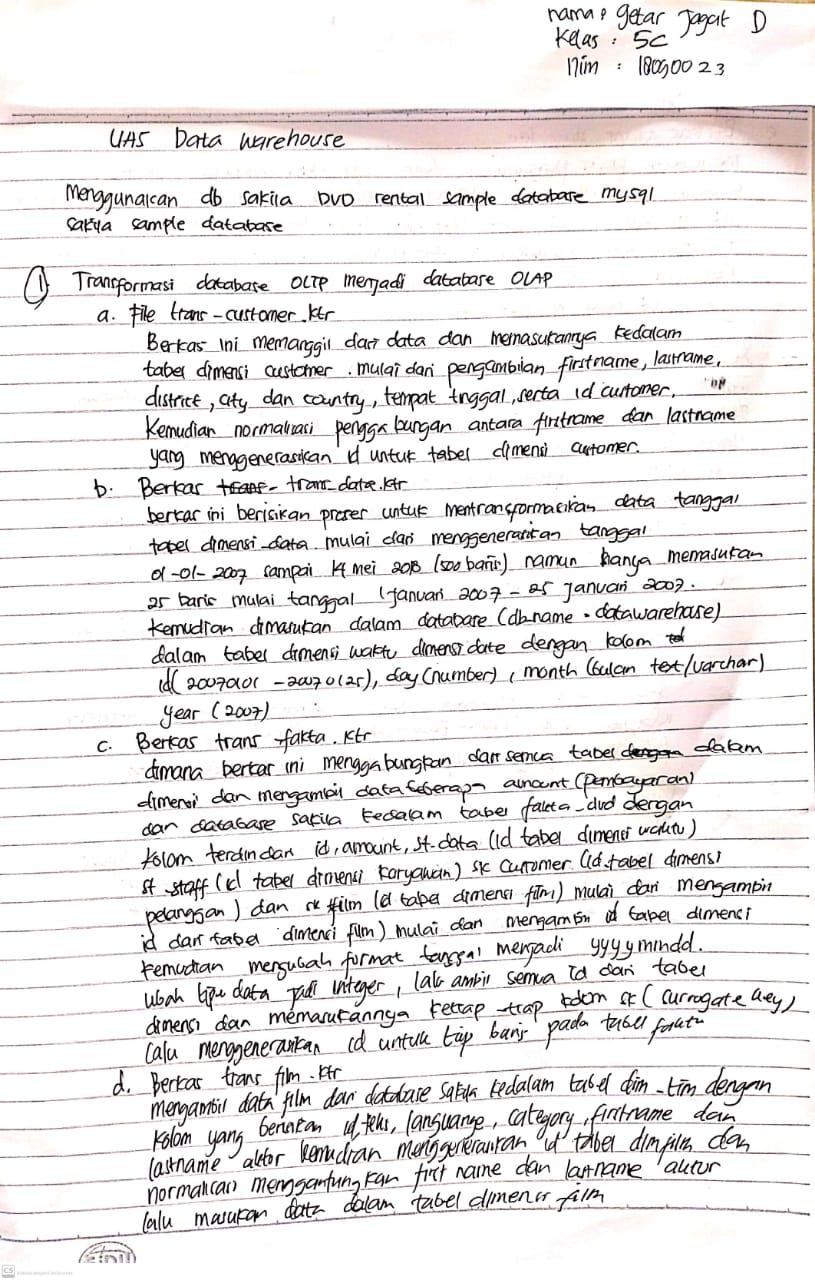 nama : getar Jagat D
Kelas : 5C
Nim : 18090023
UAS Data warehouse
Menggunakan db sakila DVD rental sample database mysql
sakila sample database
1 Transformasi database OLTP menjadi database OLAP
a. File trans-customer.ktr
Berkas ini memanggil dari data dan memasukannya kedalam
tabel dimensi customer. mulai dari pengambilan firstname, lastname,
district, city dan country, tempat tinggal, serta id customer.
Kemudian normalisasi penggabungan antara firstname dan lastname
yang menggenerasikan id untuk tabel dimensi customer.
b. Berkas trans-data.ktr
berkas ini berisikan proses untuk mentransformasikan data tanggal
tabel dimensi-data. mulai dari menggenerasikan tanggal
01-01-2007 sampai 14 mei 2018 (500 baris) namun hanya memasukan
25 baris mulai tanggal 1 januari 2007 - 25 januari 2007.
kemudian dimasukan dalam database (db-name . datawarehase)
dalam tabel dimensi waktu dimensi date dengan kolom
id (20070101 - 20070125), day (number), month (bulan text/varchar)
year (2007)
c. Berkas trans-fakta.ktr
dimana berkas ini menggabungkan dari semua tabel dalam
dimensi dan mengambil data beberapa amount (pembayaran)
dari database sakila kedalam tabel fakta_dvd dengan
kolom terdiri dari id, amount, st-data (id tabel dimensi waktu)
st staff (id tabel dimensi karyawan) sk customer (id.tabel dimensi
pelanggan) dan sk film (id tabel dimensi film) mulai dari mengambil
id dari tabel dimensi film) mulai dari mengambil id tabel dimensi
kemudian mengubah format tanggal menjadi yyyymmdd.
ubah tipe data jadi integer, lalu ambil semua id dari tabel
dimensi dan memasukannya ketiap-tiap kolom sk (surrogate key)
lalu menggenerasikan id untuk tiap baris pada tabel fakta
d. Berkas trans film.ktr
mengambil data film dari database sakila kedalam tabel dim-film dengan
kolom yang berisikan id, teks, language, category, firstname dan
lastname aktor kemudian menggenerasikan id tabel dimfilm dan
normalisasi menggantungkan first name dan lastname autor
lalu masukan data dalam tabel dimensi film
CS